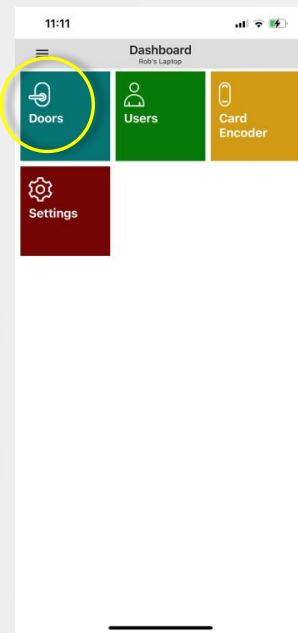 11:11
Dashboard
Rob's Laptop
Doors
Users
Card
Encoder
Settings